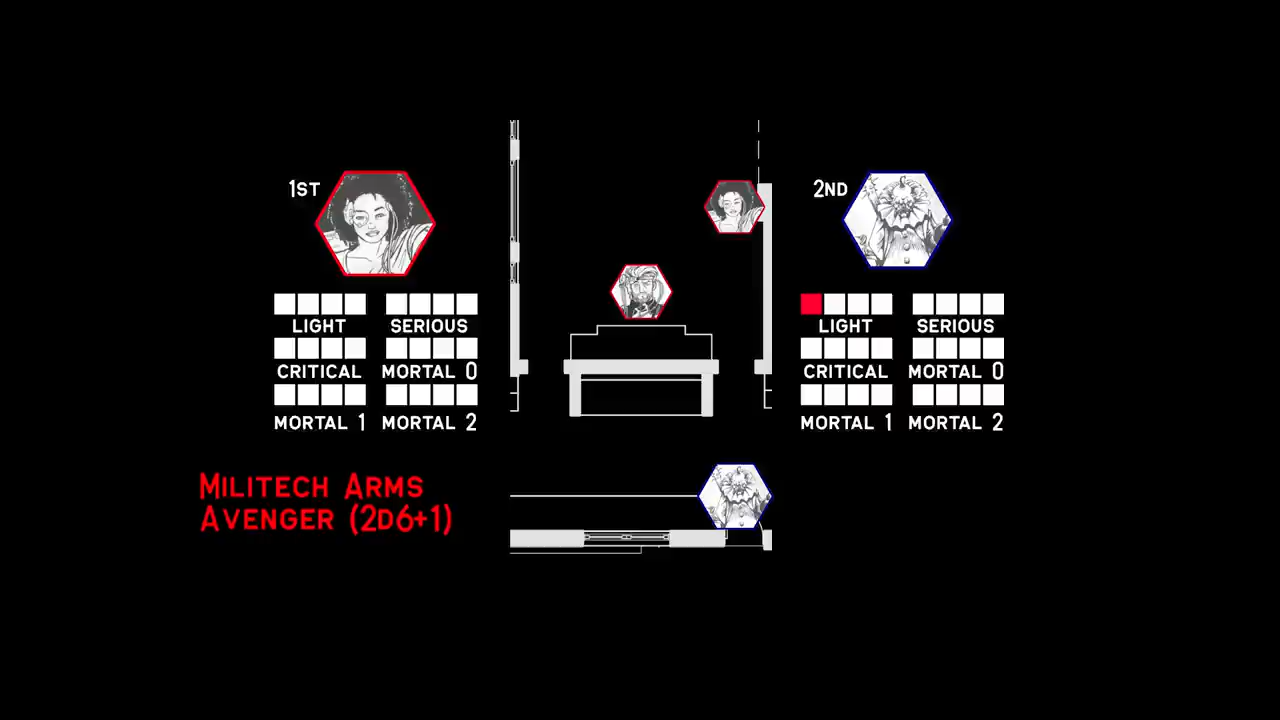 1ST
LIGHT SERIOUS
CRITICAL MORTAL 0
MORTAL 1 MORTAL 2
MILITECH ARMS
AVENGER (2D6+1)
2ND
LIGHT SERIOUS
CRITICAL MORTAL 0
MORTAL 1 MORTAL 2